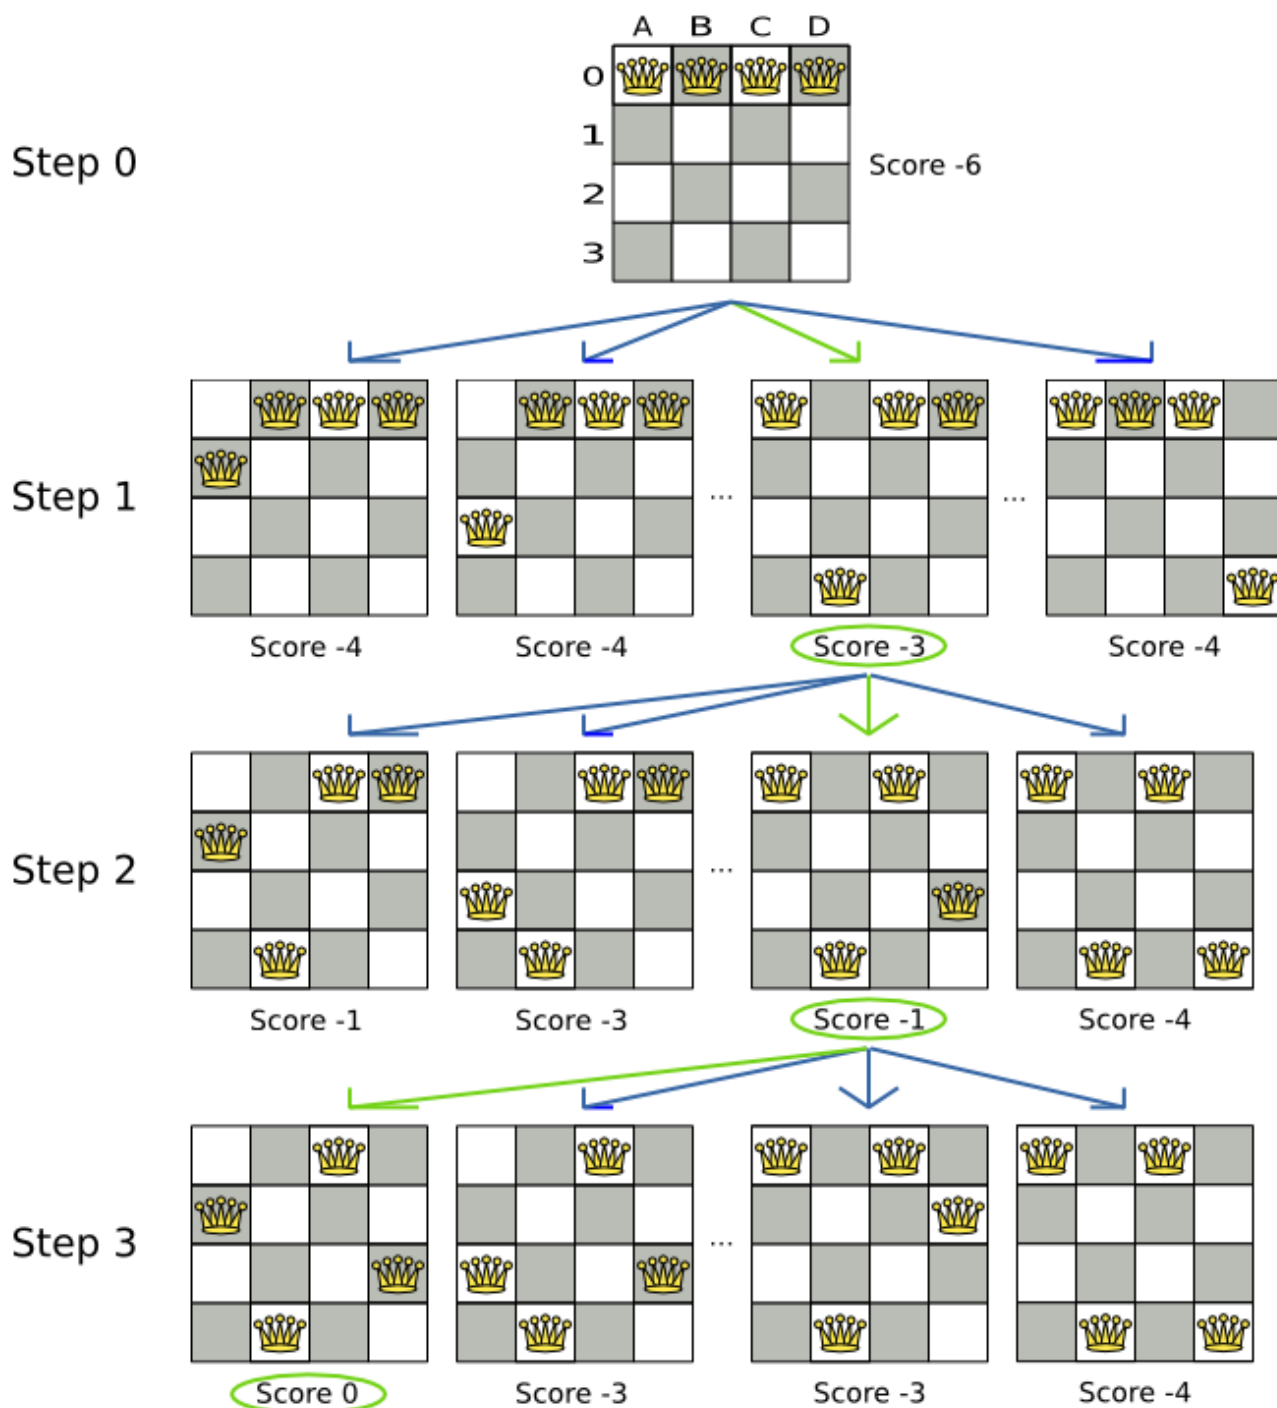 A B C D
0
1
Step 0
Score -6
2
3
Step 1
... ...
Score -4 Score -4 Score -3 Score -4
Step 2
...
Score -1 Score -3 Score -1 Score -4
Step 3
...
Score 0 Score -3 Score -3 Score -4